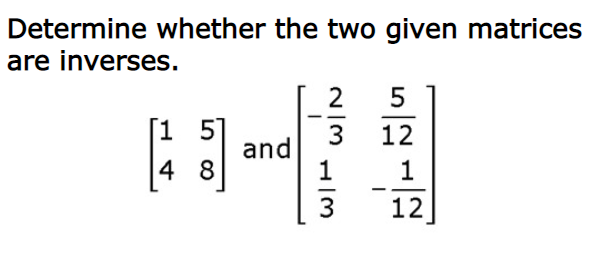 Determine whether the two given matrices
are inverses.
[1 5
4 8] and [-2/3 5/12
1/3 -1/12]